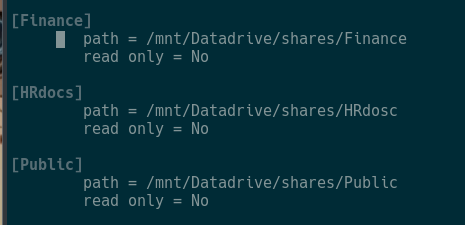 [Finance]
path = /mnt/Datadrive/shares/Finance
read only = No
[HRdocs]
path = /mnt/Datadrive/shares/HRdosc
read only = No
[Public]
path = /mnt/Datadrive/shares/Public
read only = No